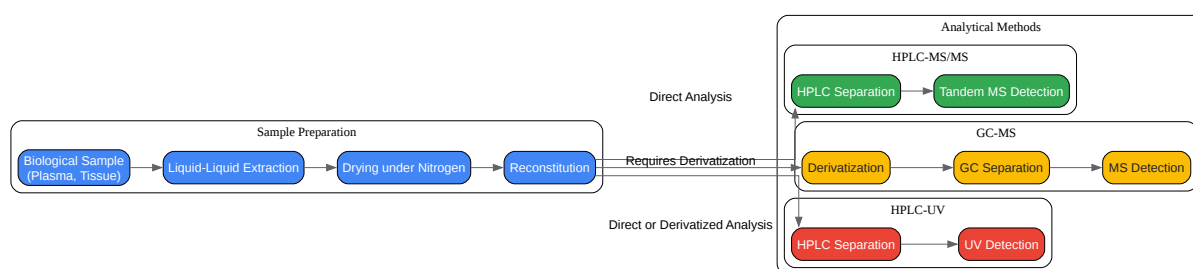 Analytical Methods
HPLC-MS/MS
HPLC Separation
Tandem MS Detection
Direct Analysis
Sample Preparation
Biological Sample
(Plasma, Tissue)
Liquid-Liquid Extraction
Drying under Nitrogen
Reconstitution
Requires Derivatization
GC-MS
Derivatization
GC Separation
MS Detection
Direct or Derivatized Analysis
HPLC-UV
HPLC Separation
UV Detection